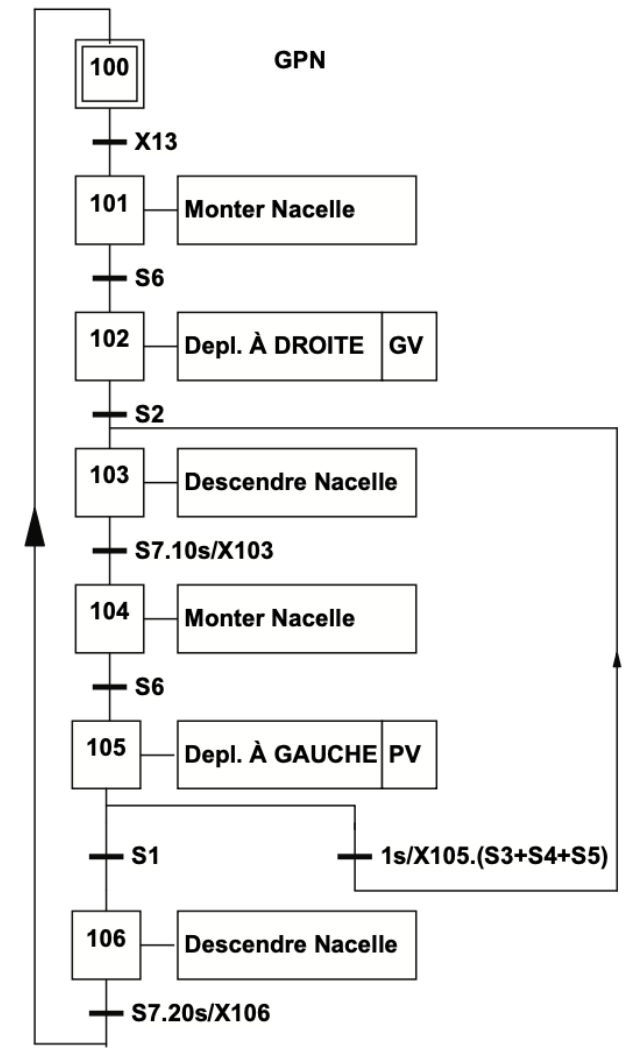 GPN
100
X13
101 Monter Nacelle
S6
102 Depl. À DROITE GV
S2
103 Descendre Nacelle
S7.10s/X103
104 Monter Nacelle
S6
105 Depl. À GAUCHE PV
S1 1s/X105.(S3+S4+S5)
106 Descendre Nacelle
S7.20s/X106